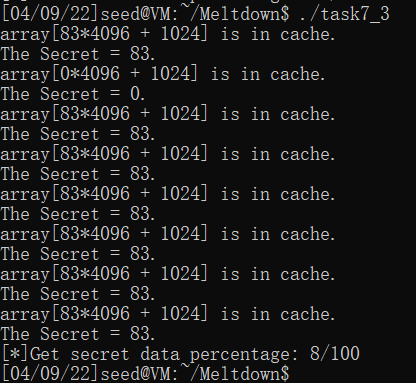 [04/09/22]seed@VM:~/Meltdown$ ./task7_3
array[83*4096 + 1024] is in cache.
The Secret = 83.
array[0*4096 + 1024] is in cache.
The Secret = 0.
array[83*4096 + 1024] is in cache.
The Secret = 83.
array[83*4096 + 1024] is in cache.
The Secret = 83.
array[83*4096 + 1024] is in cache.
The Secret = 83.
array[83*4096 + 1024] is in cache.
The Secret = 83.
array[83*4096 + 1024] is in cache.
The Secret = 83.
array[83*4096 + 1024] is in cache.
The Secret = 83.
[*]Get secret data percentage: 8/100
[04/09/22]seed@VM:~/Meltdown$